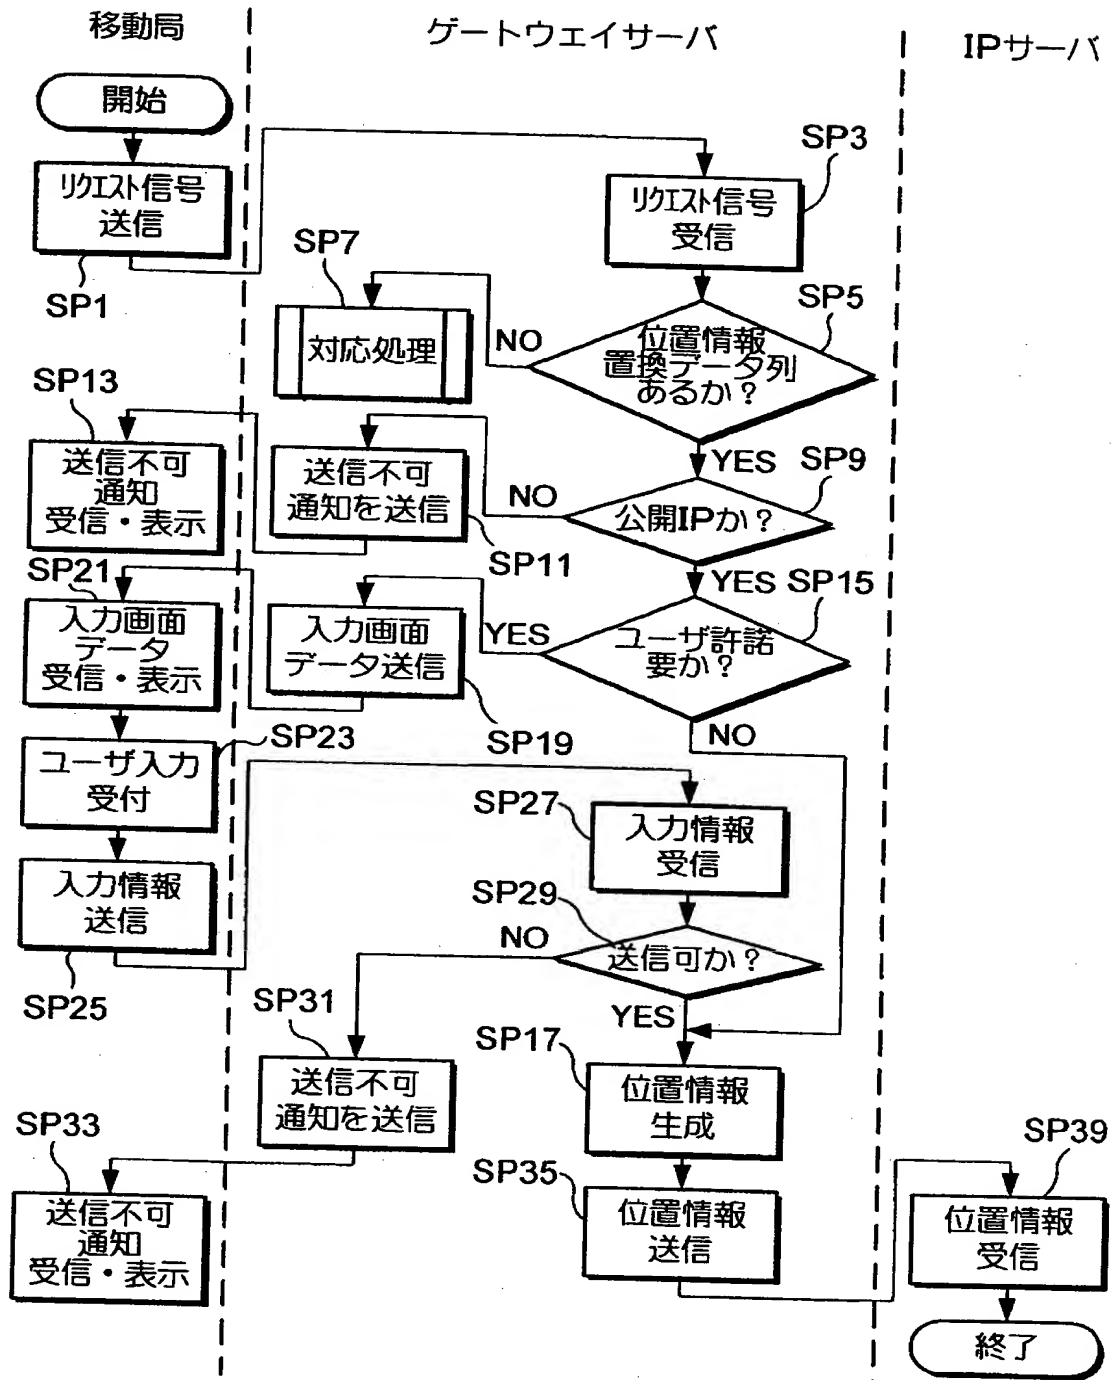 移動局
ゲートウェイサーバ
IPサーバ
開始
リクエスト信号
送信
SP1
SP3
リクエスト信号
受信
SP5
位置情報
置換データ列
あるか？
NO
SP7
対応処理
YES
SP9
公開IPか？
NO
送信不可
通知を送信
SP11
SP13
送信不可
通知
受信・表示
YES
SP15
ユーザ許諾
要か？
YES
入力画面
データ送信
SP19
SP21
入力画面
データ
受信・表示
NO
SP23
ユーザ入力
受付
入力情報
送信
SP25
SP27
入力情報
受信
SP29
送信可か？
NO
YES
SP31
送信不可
通知を送信
SP33
送信不可
通知
受信・表示
SP17
位置情報
生成
SP35
位置情報
送信
SP39
位置情報
受信
終了